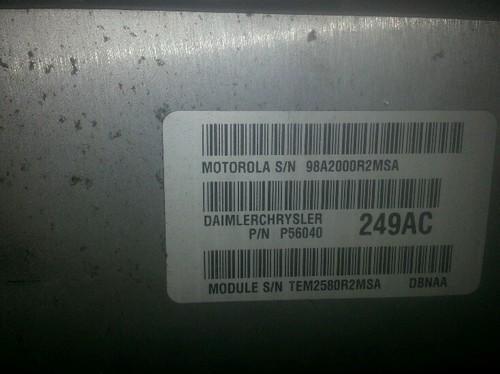 MOTOROLA S/N 98A2000R2MSA
DAIMLERCHRYSLER
P/N P56040 249AC
MODULE S/N TEM2580R2MSA DBNAA